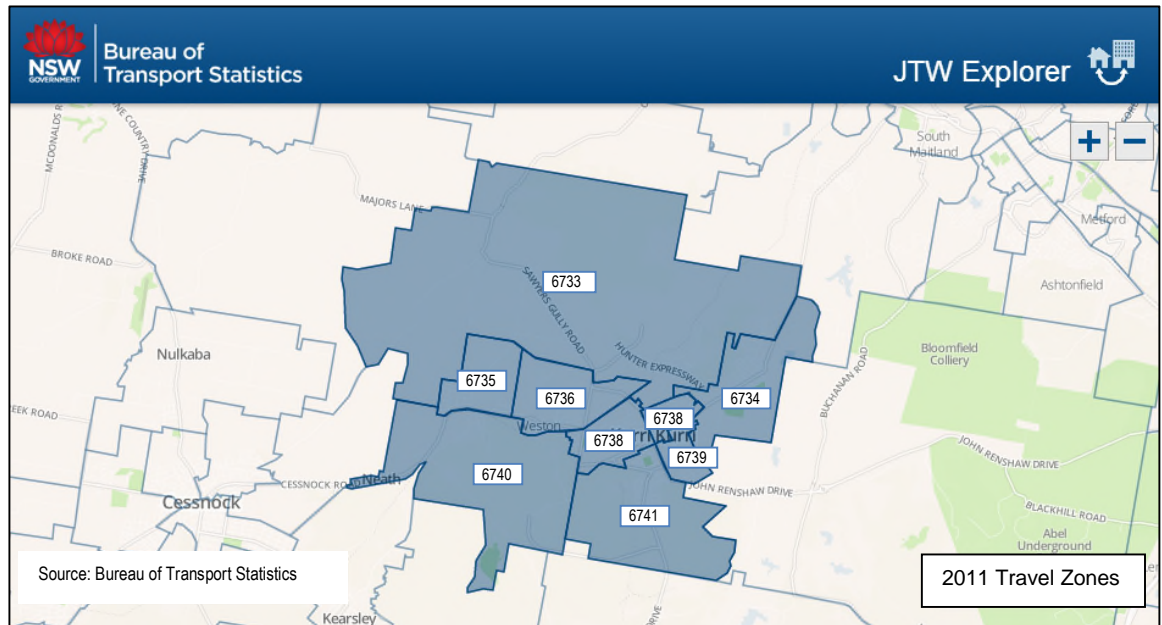 NSW
GOVERNMENT
Bureau of
Transport Statistics
JTW Explorer
MCDONALDS R
INE COUNTRY DRIVE
South
Maitland
MAJORS LANE
Metford
BROKE ROAD
6733
SAWYERS GULLY ROAD
Ashtonfield
Nulkaba
HUNTER EXPRESSWAY
BUCHANAN ROAD
Bloomfield
Colliery
6735
6736
6734
EEK ROAD
6738
Weston
6738
Kurri Kurri
6739
JOHN RENSHAW DRIVE
6740
CESSNOCK ROAD
Neath
JOHN RENSHAW DRIVE
Cessnock
6741
BLACKHILL ROAD
Abel
Underground
Source: Bureau of Transport Statistics
2011 Travel Zones
Kearsley
DRIVE